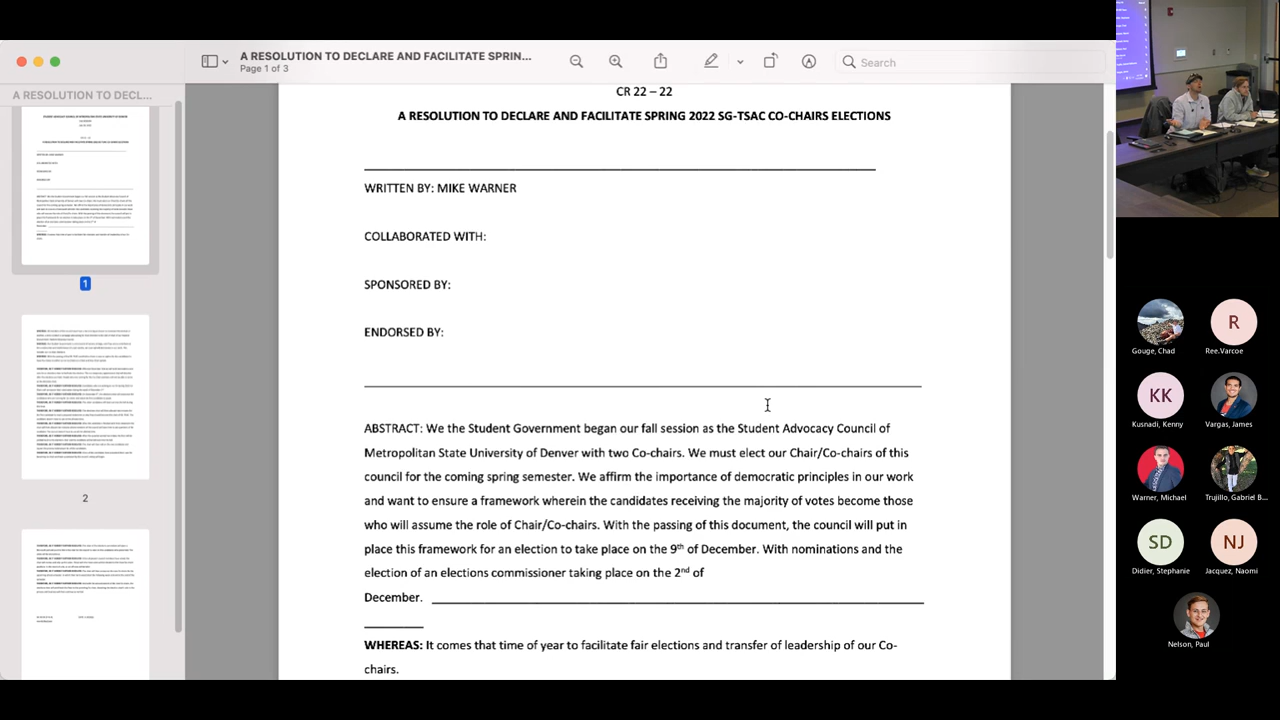 A RESOLUTION TO DECLARE AND FACILITATE SPRIN...
Page 1 of 3
Search
A RESOLUTION TO DECL...
1
2
CR 22 – 22
A RESOLUTION TO DECLARE AND FACILITATE SPRING 2022 SG-TSAC CO-CHAIRS ELECTIONS
WRITTEN BY: MIKE WARNER
COLLABORATED WITH:
SPONSORED BY:
ENDORSED BY:
ABSTRACT: We the Student Government began our fall session as the Student Advocacy Council of
Metropolitan State University of Denver with two Co-chairs. We must elect our Chair/Co-chairs of this
council for the coming spring semester. We affirm the importance of democratic principles in our work
and want to ensure a framework wherein the candidates receiving the majority of votes become those
who will assume the role of Chair/Co-chairs. With the passing of this document, the council will put in
place this framework for an election to take place on the 9th of December. With nominations and the
election of an election commissioner taking place on the 2nd of
December.
WHEREAS: It comes that time of year to facilitate fair elections and transfer of leadership of our Co-
chairs.
Gouge, Chad
R
Ree.Varcoe
KK
Kusnadi, Kenny
Vargas, James
Warner, Michael
Trujillo, Gabriel B...
SD
Didier, Stephanie
NJ
Jacquez, Naomi
Nelson, Paul